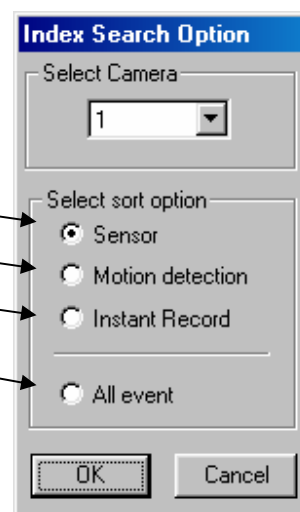 Index Search Option
Select Camera
1
Select sort option
Sensor
Motion detection
Instant Record
All event
OK
Cancel